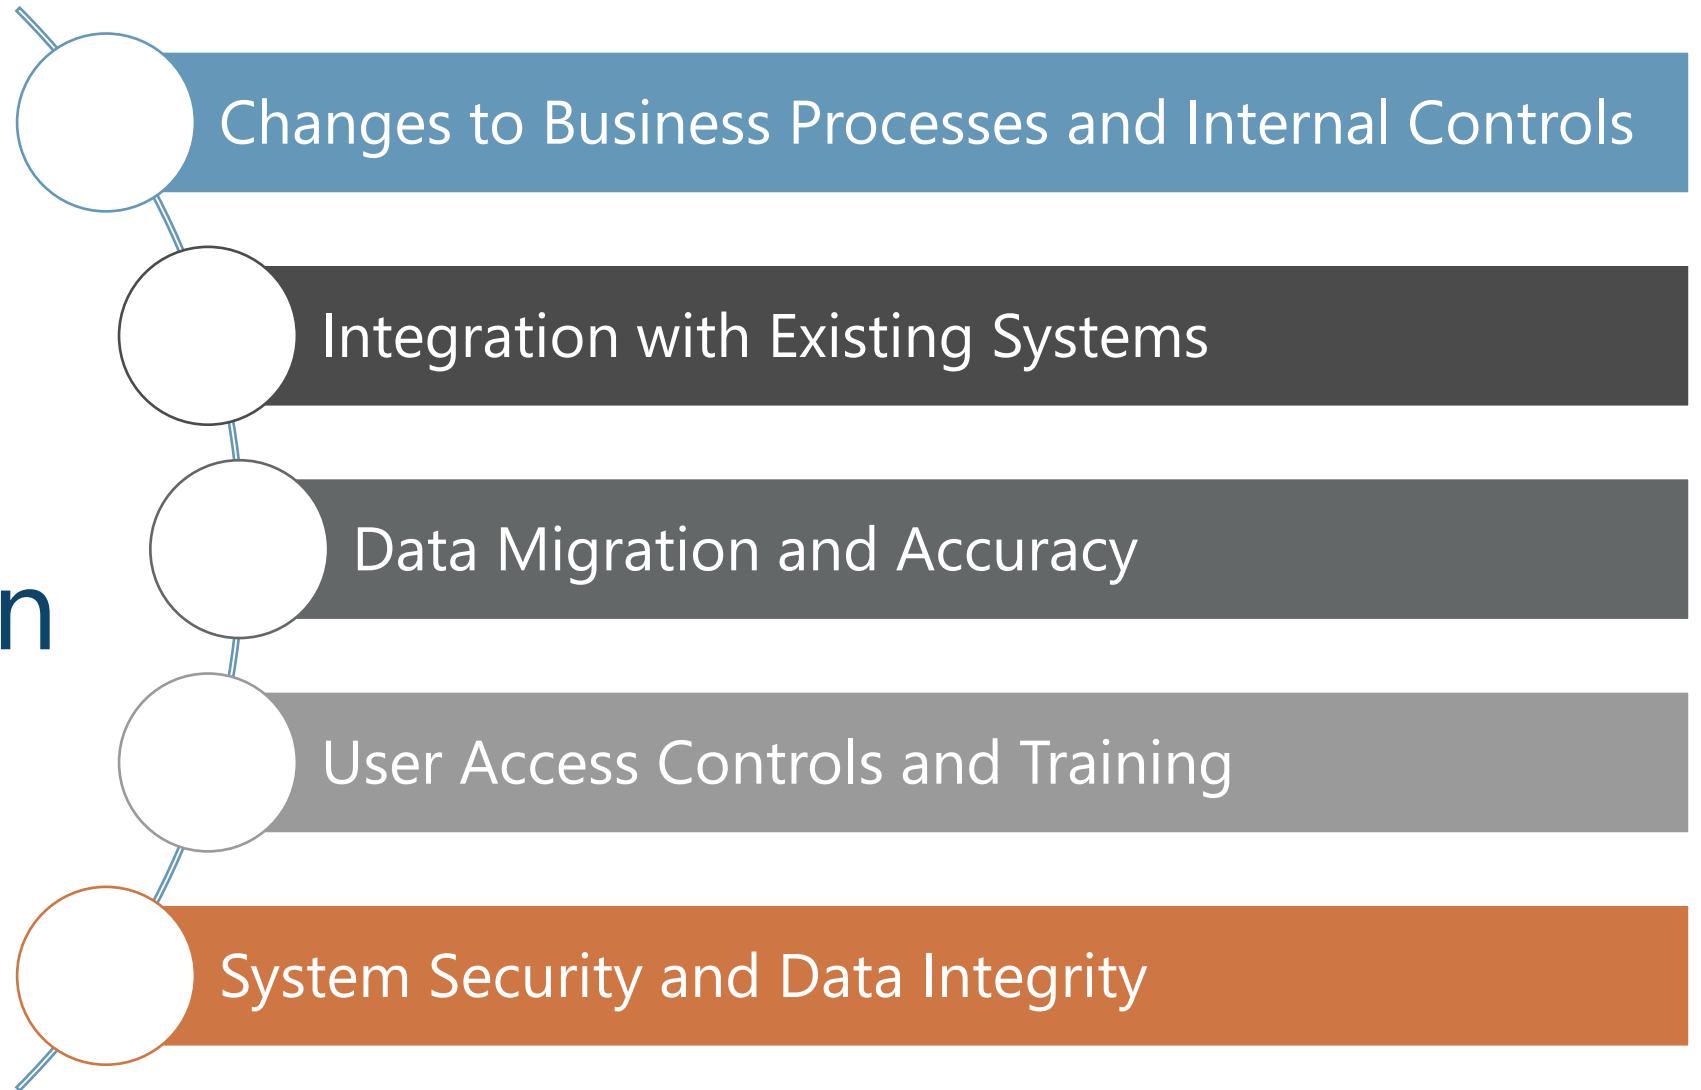 Changes to Business Processes and Internal Controls
Integration with Existing Systems
Data Migration and Accuracy
n
User Access Controls and Training
System Security and Data Integrity